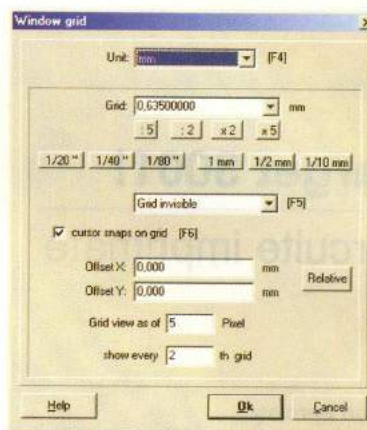 Window grid
Unit: mm [F4]
Grid: 0,63500000 mm
: 5 : 2 x 2 x 5
1/20 " 1/40 " 1/80 " 1 mm 1/2 mm 1/10 mm
Grid invisible [F5]
cursor snaps on grid [F6]
Offset X: 0,000 mm
Offset Y: 0,000 mm
Relative
Grid view as of 5 Pixel
show every 2 th grid
Help Ok Cancel